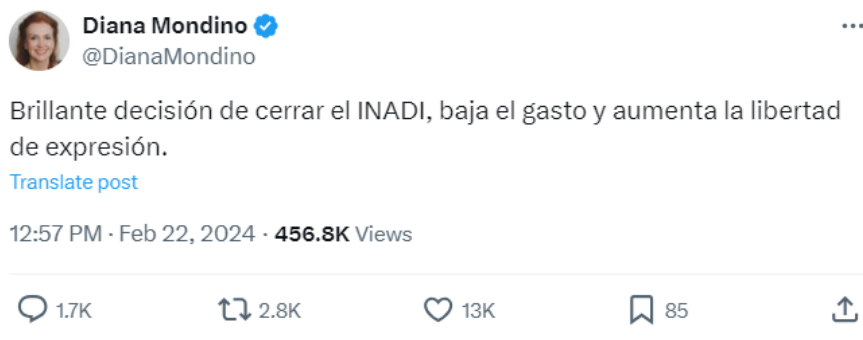 Diana Mondino
@DianaMondino
Brillante decisión de cerrar el INADI, baja el gasto y aumenta la libertad
de expresión.
Translate post
12:57 PM · Feb 22, 2024 · 456.8K Views
1.7K 2.8K 13K 85